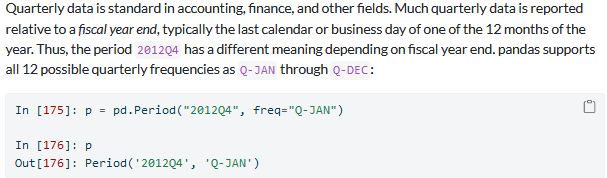 Quarterly data is standard in accounting, finance, and other fields. Much quarterly data is reported
relative to a fiscal year end, typically the last calendar or business day of one of the 12 months of the
year. Thus, the period 2012Q4 has a different meaning depending on fiscal year end. pandas supports
all 12 possible quarterly frequencies as Q-JAN through Q-DEC:
In [175]: p = pd.Period("2012Q4", freq="Q-JAN")
In [176]: p
Out[176]: Period('2012Q4', 'Q-JAN')